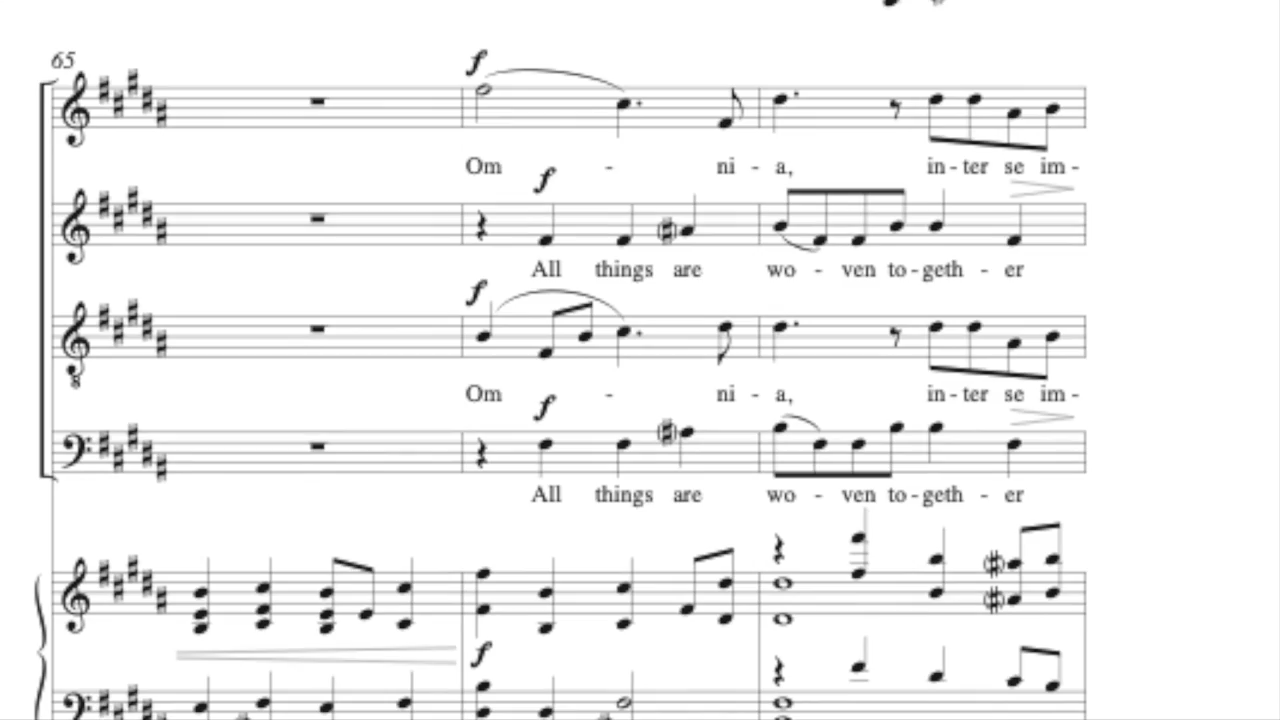 65
f
Om - ni - a, in - ter se im -
f
All things are wo - ven to - geth - er
f
Om - ni - a, in - ter se im -
f
All things are wo - ven to - geth - er
f